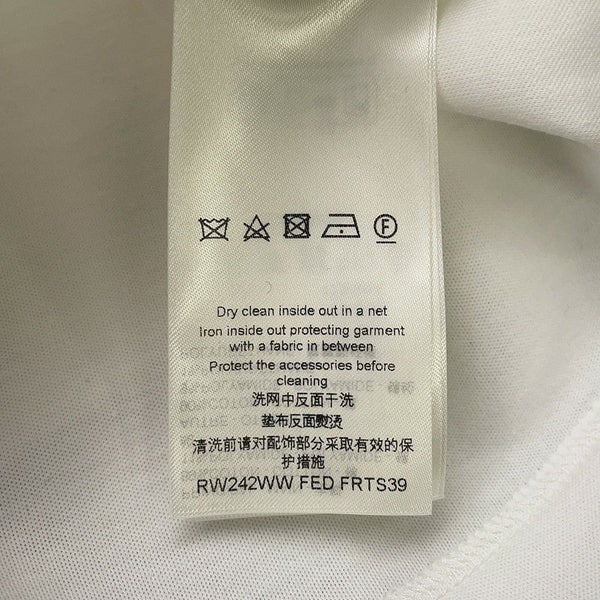 F
Dry clean inside out in a net
Iron inside out protecting garment
with a fabric in between
Protect the accessories before
cleaning
洗网中反面干洗
垫布反面熨烫
清洗前请对配饰部分采取有效的保
护措施
RW242WW FED FRTS39